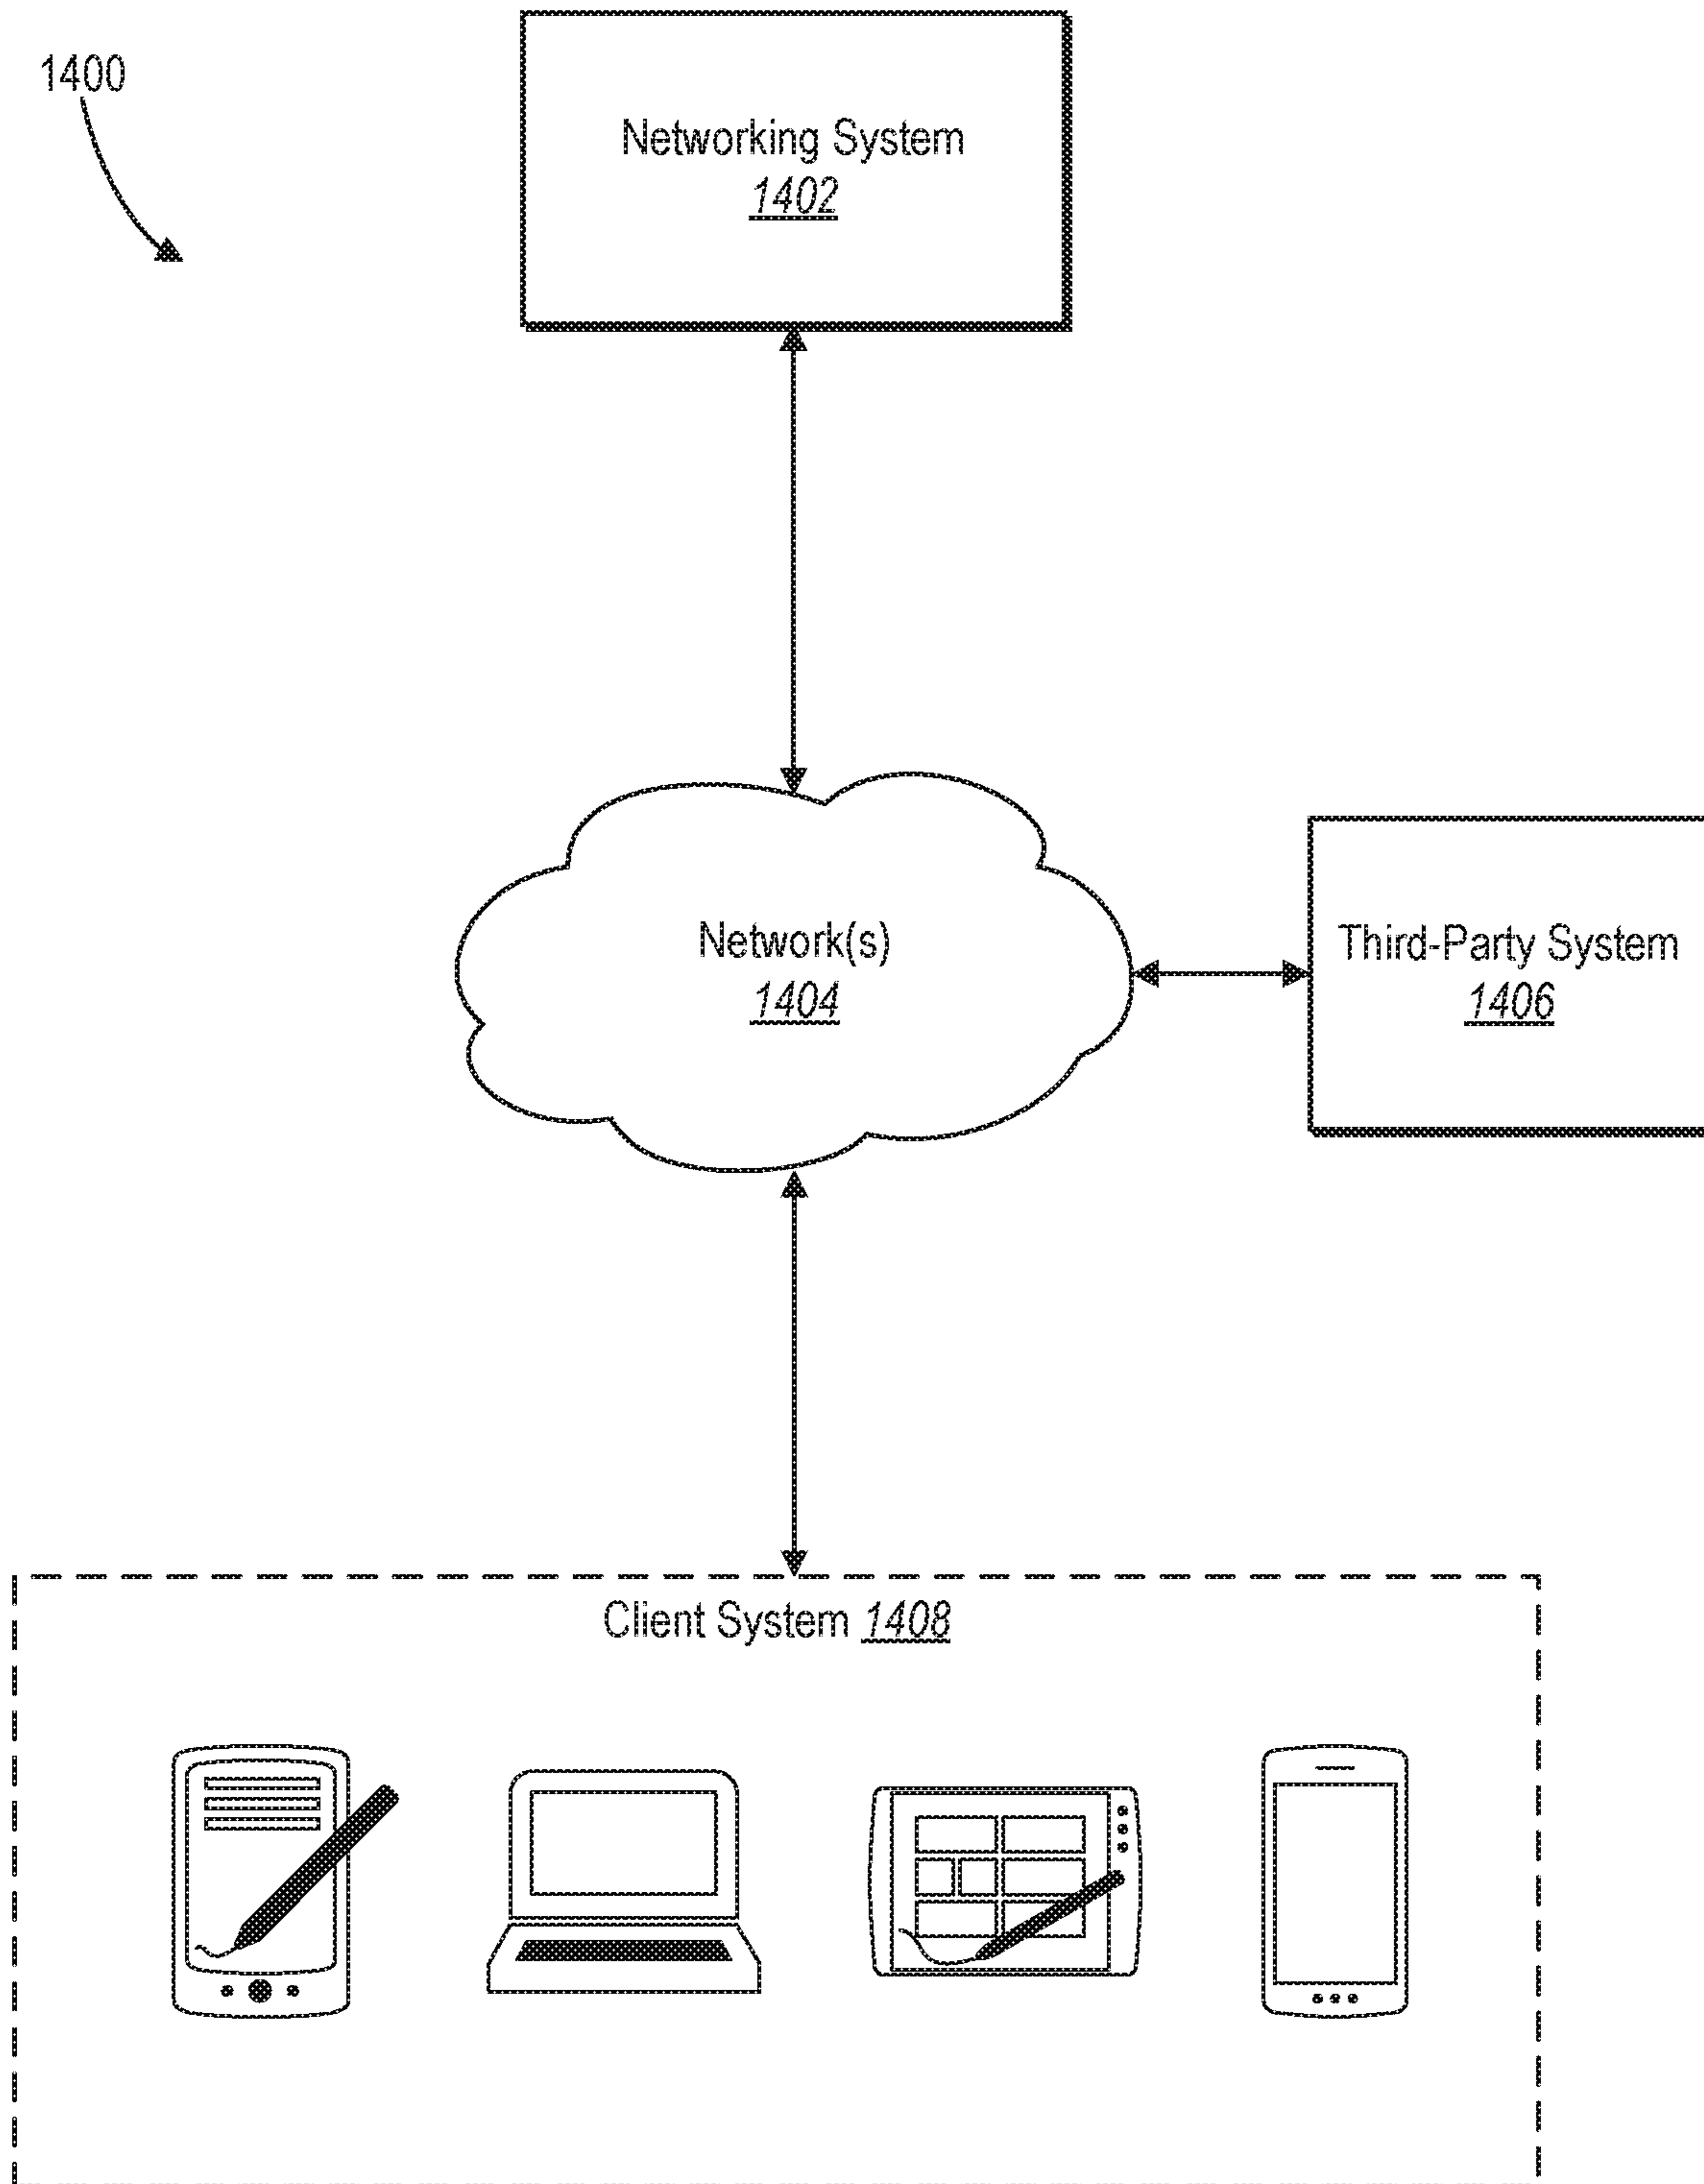 1400
Networking System
1402
Network(s)
1404
Third-Party System
1406
Client System 1408